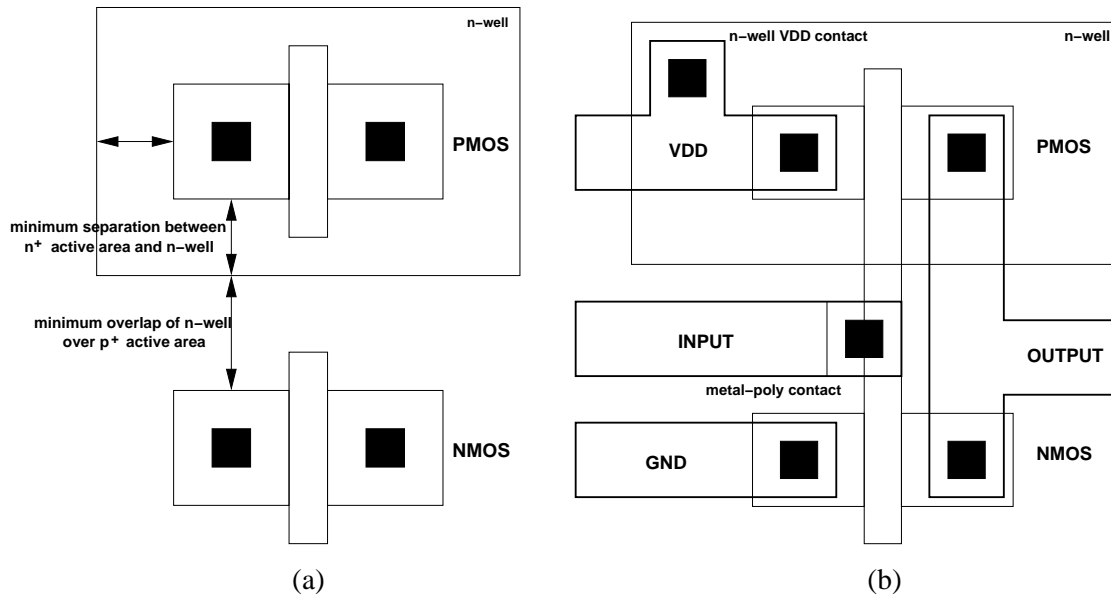 n-well
PMOS
minimum separation between
n+ active area and n-well
minimum overlap of n-well
over p+ active area
NMOS
(a)
n-well VDD contact
n-well
VDD
PMOS
INPUT
OUTPUT
metal-poly contact
GND
NMOS
(b)